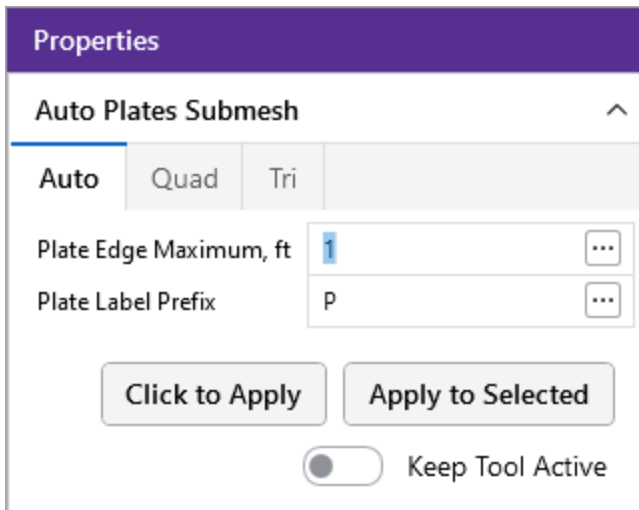 Properties
Auto Plates Submesh
Auto Quad Tri
Plate Edge Maximum, ft 1 ...
Plate Label Prefix P ...
Click to Apply Apply to Selected
Keep Tool Active